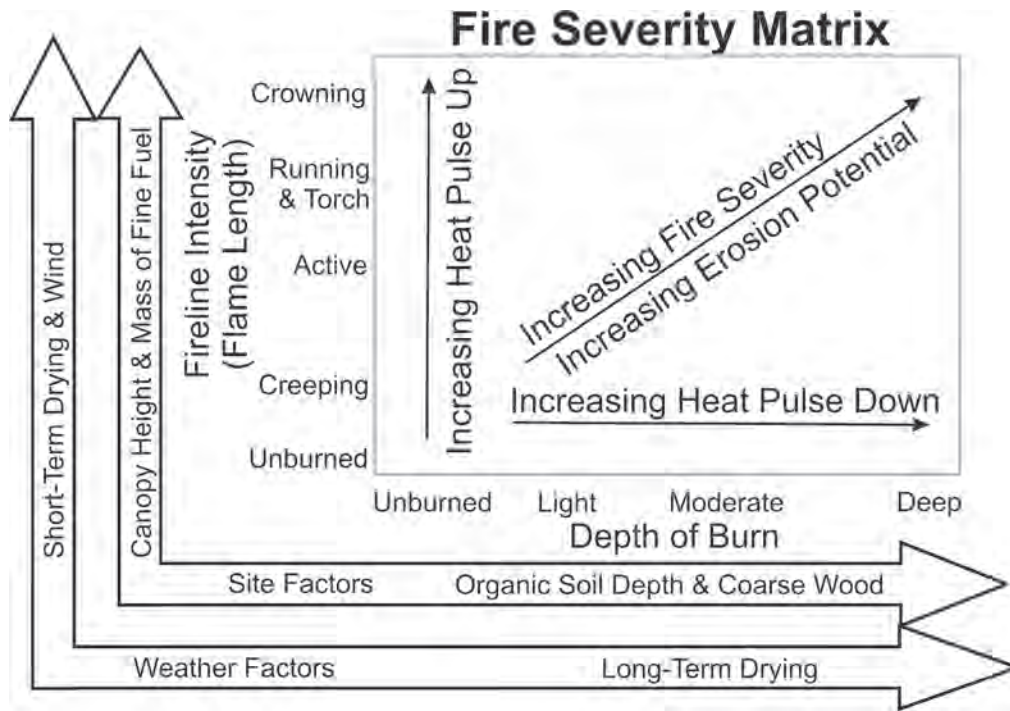 Fire Severity Matrix
Short-Term Drying & Wind
Canopy Height & Mass of Fine Fuel
Fireline Intensity
(Flame Length)
Crowning
Running
& Torch
Active
Creeping
Unburned
Increasing Heat Pulse Up
Increasing Fire Severity
Increasing Erosion Potential
Increasing Heat Pulse Down
Unburned
Light
Moderate
Deep
Depth of Burn
Site Factors
Organic Soil Depth & Coarse Wood
Weather Factors
Long-Term Drying